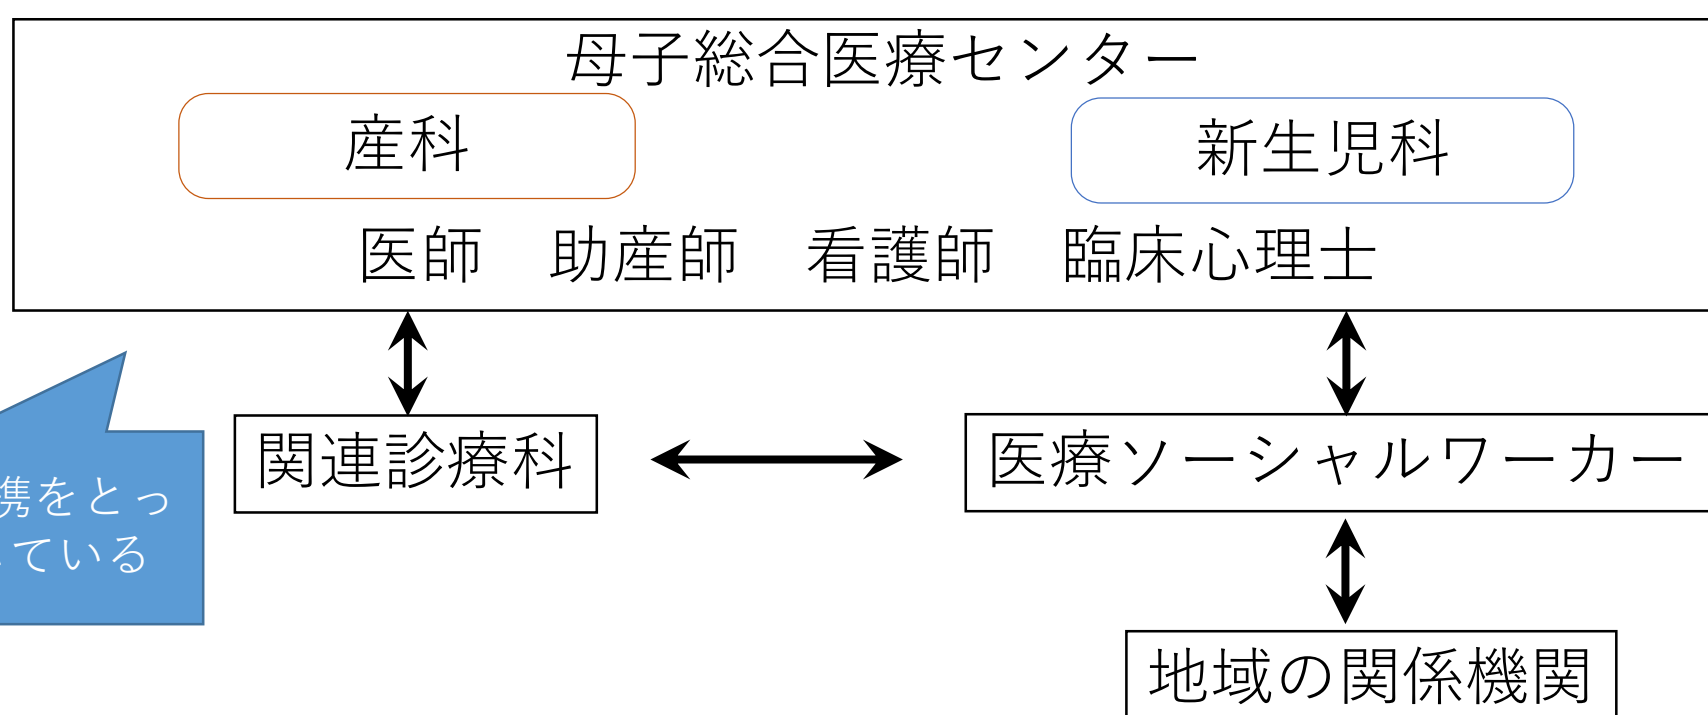 母子総合医療センター
産科
新生児科
医師 助産師 看護師 臨床心理士
関連診療科
医療ソーシャルワーカー
携をとっ
ている
地域の関係機関